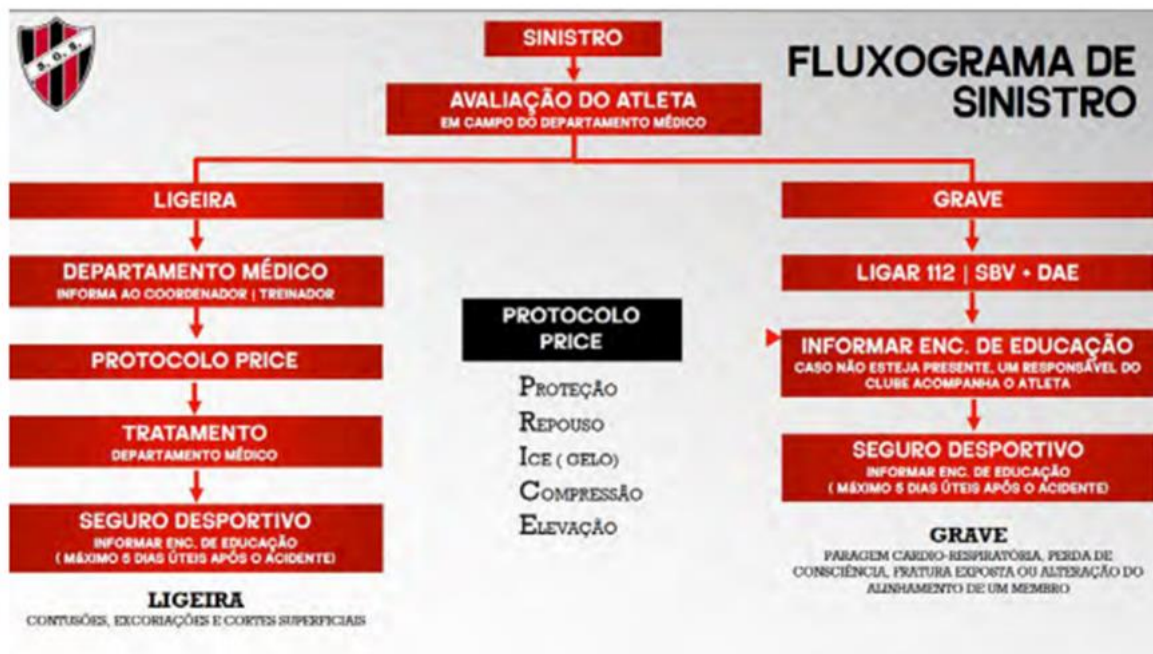 S. G. S.
SINISTRO
FLUXOGRAMA DE
SINISTRO
AVALIAÇÃO DO ATLETA
EM CAMPO DO DEPARTAMENTO MÉDICO
LIGEIRA
DEPARTAMENTO MÉDICO
INFORMA AO COORDENADOR | TREINADOR
PROTOCOLO PRICE
TRATAMENTO
DEPARTAMENTO MÉDICO
SEGURO DESPORTIVO
INFORMAR ENC. DE EDUCAÇÃO
( MÁXIMO 5 DIAS ÚTEIS APÓS O ACIDENTE)
LIGEIRA
CONTUSÕES, EXCORIAÇÕES E CORTES SUPERFICIAIS
PROTOCOLO
PRICE
PROTEÇÃO
REPOUSO
ICE ( GELO)
COMPRESSÃO
ELEVAÇÃO
GRAVE
LIGAR 112 | SBV + DAE
INFORMAR ENC. DE EDUCAÇÃO
CASO NÃO ESTEJA PRESENTE, UM RESPONSÁVEL DO
CLUBE ACOMPANHA O ATLETA
SEGURO DESPORTIVO
INFORMAR ENC. DE EDUCAÇÃO
( MÁXIMO 5 DIAS ÚTEIS APÓS O ACIDENTE)
GRAVE
PARAGEM CARDIO-RESPIRATÓRIA, PERDA DE
CONSCIÊNCIA, FRATURA EXPOSTA OU ALTERAÇÃO DO
ALINHAMENTO DE UM MEMBRO